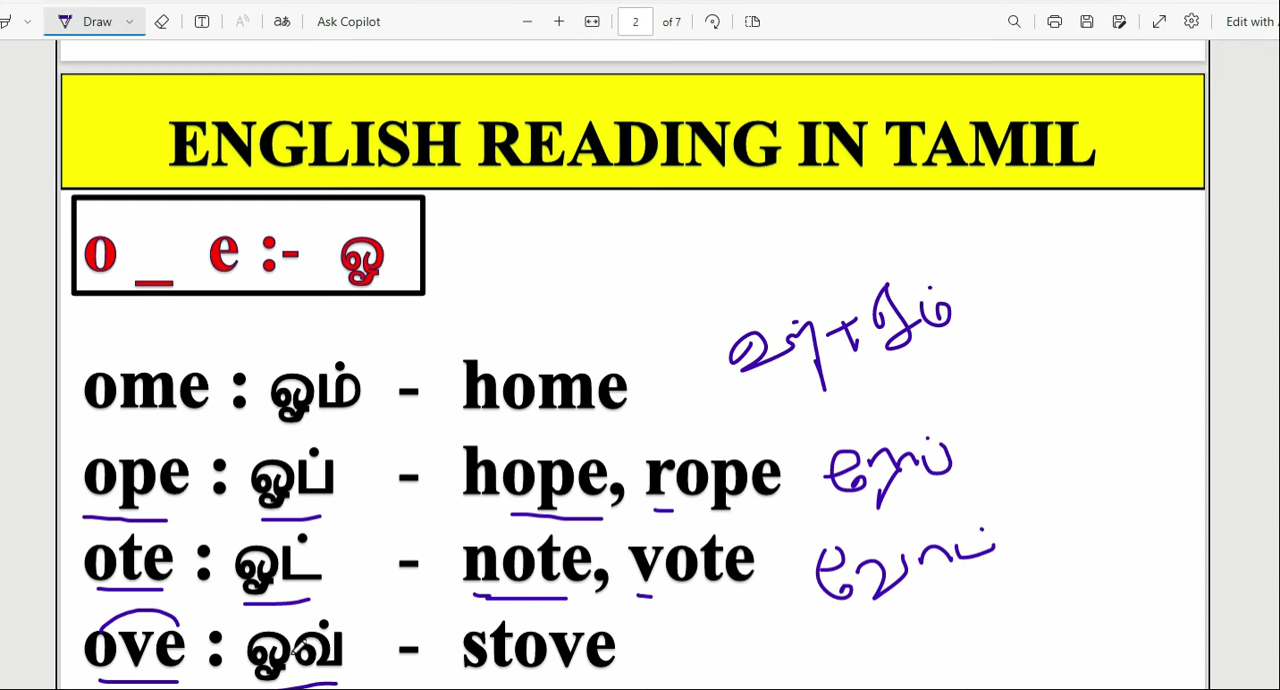 Draw Ask Copilot 2 of 7 Edit with
ENGLISH READING IN TAMIL
o _ e :- ஓ
ome : ஓம் - home
ope : ஓப் - hope, rope றோப்
ote : ஓட் - note, vote வோட்
ove : ஓவ் - stove